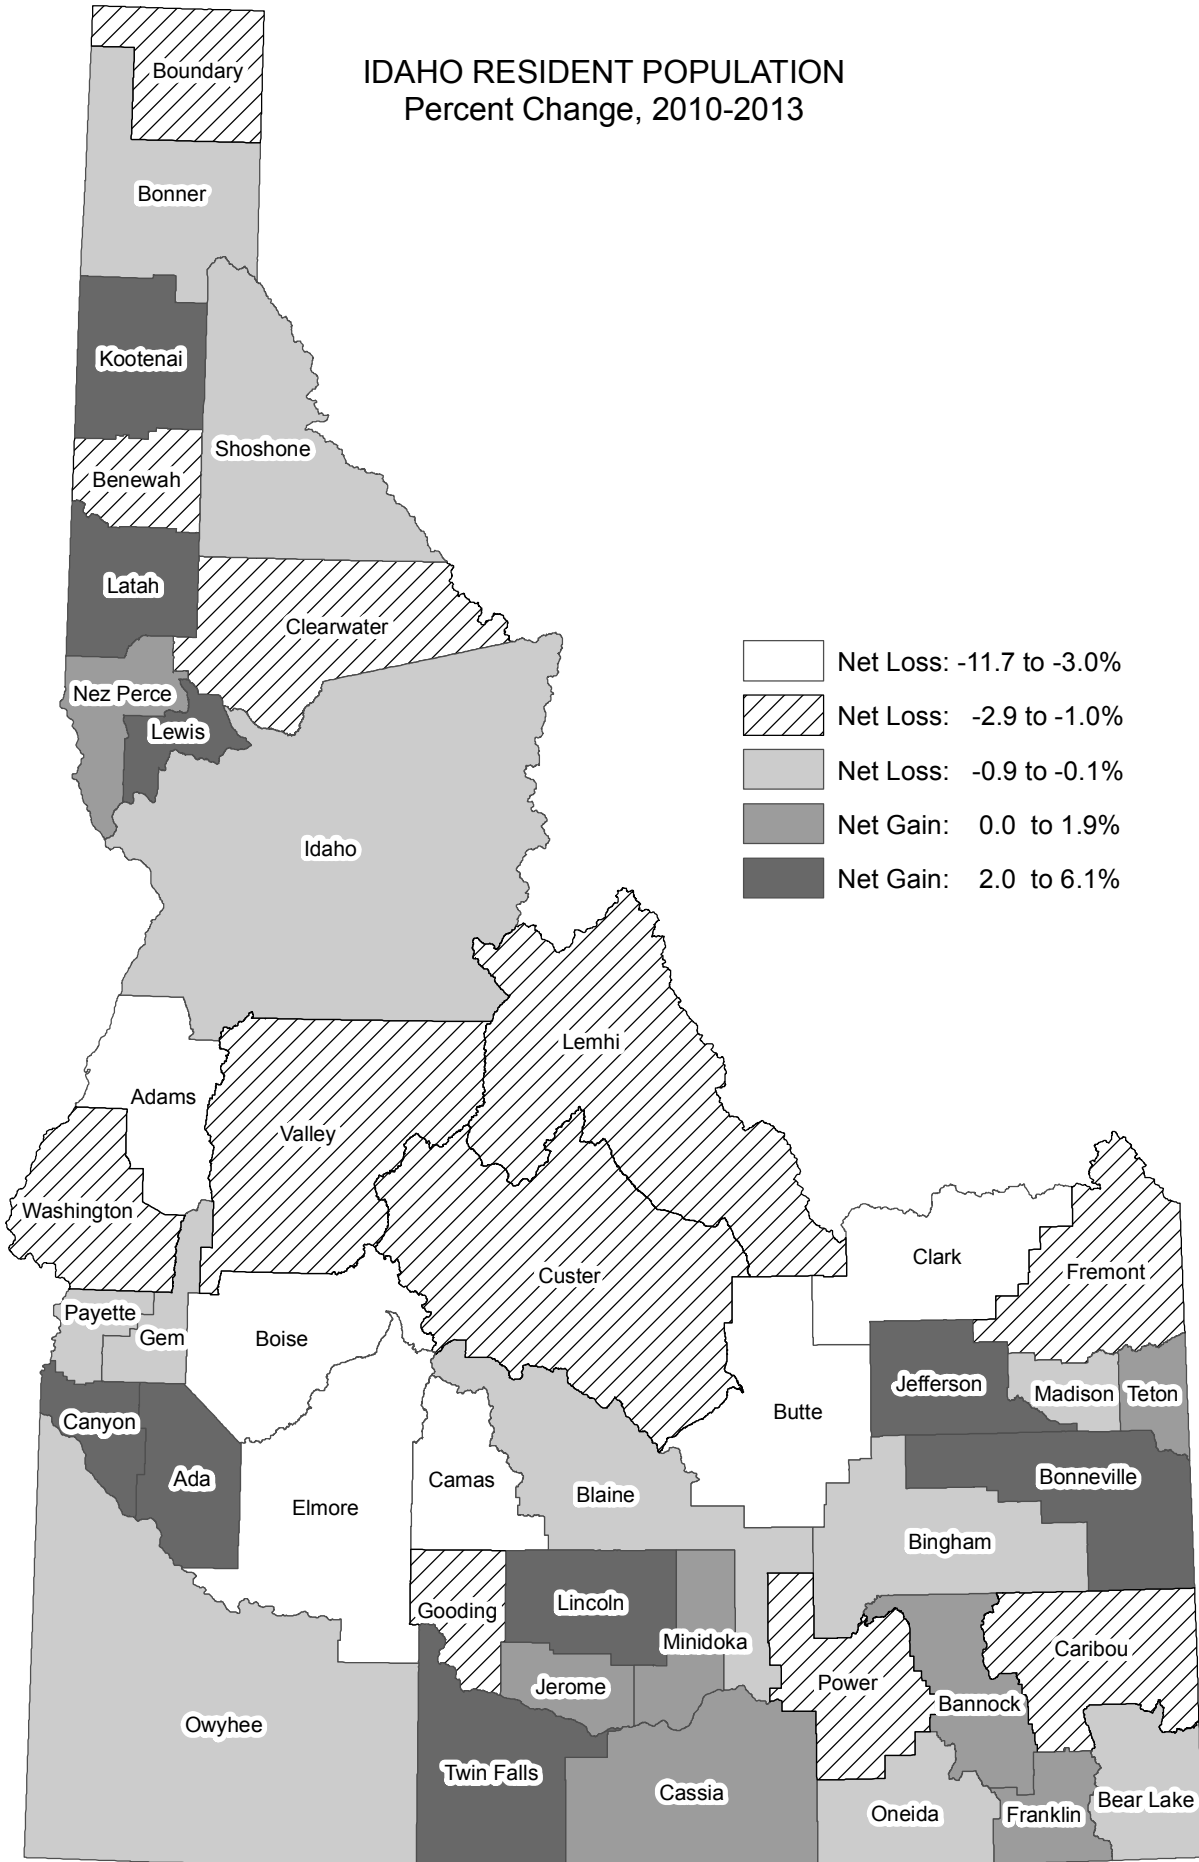 IDAHO RESIDENT POPULATION
Percent Change, 2010-2013
Boundary
Bonner
Kootenai
Shoshone
Benewah
Latah
Clearwater
Nez Perce
Lewis
Idaho
Net Loss: -11.7 to -3.0%
Net Loss: -2.9 to -1.0%
Net Loss: -0.9 to -0.1%
Net Gain: 0.0 to 1.9%
Net Gain: 2.0 to 6.1%
Lemhi
Adams
Valley
Washington
Custer
Clark
Fremont
Payette
Gem
Boise
Jefferson
Madison
Teton
Butte
Canyon
Ada
Camas
Elmore
Blaine
Bonneville
Bingham
Gooding
Lincoln
Minidoka
Caribou
Jerome
Power
Bannock
Owyhee
Twin Falls
Cassia
Oneida
Franklin
Bear Lake